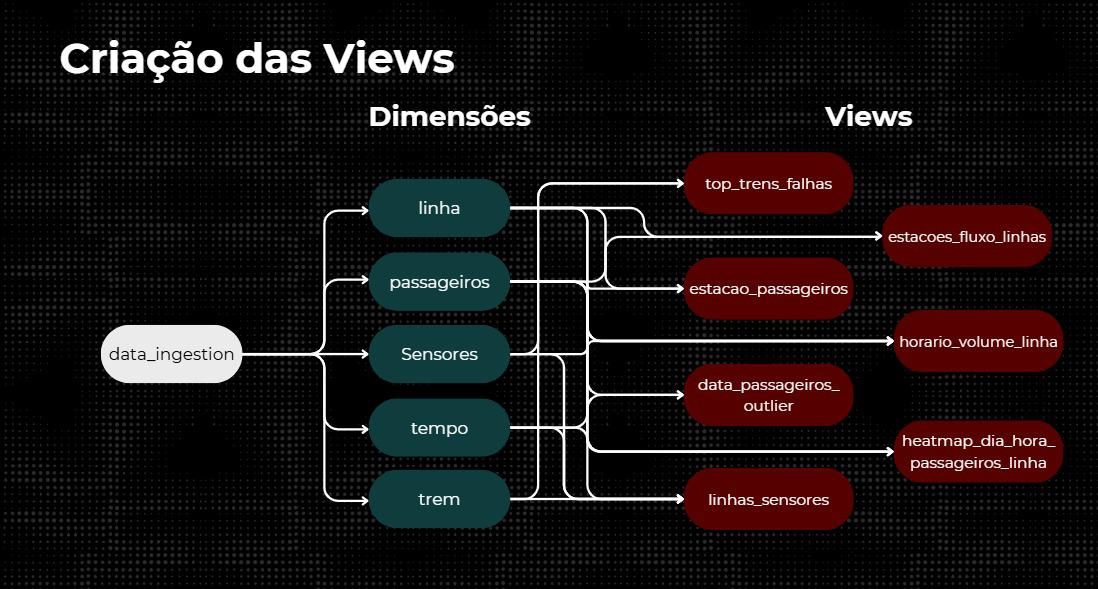 Criação das Views
Dimensões
Views
data_ingestion
linha
passageiros
Sensores
tempo
trem
top_trens_falhas
estacoes_fluxo_linhas
estacao_passageiros
horario_volume_linha
data_passageiros_
outlier
heatmap_dia_hora_
passageiros_linha
linhas_sensores